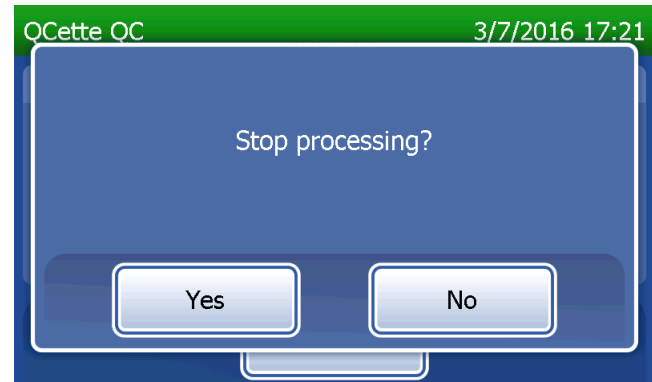 QCette QC 3/7/2016 17:21
Stop processing?
Yes No